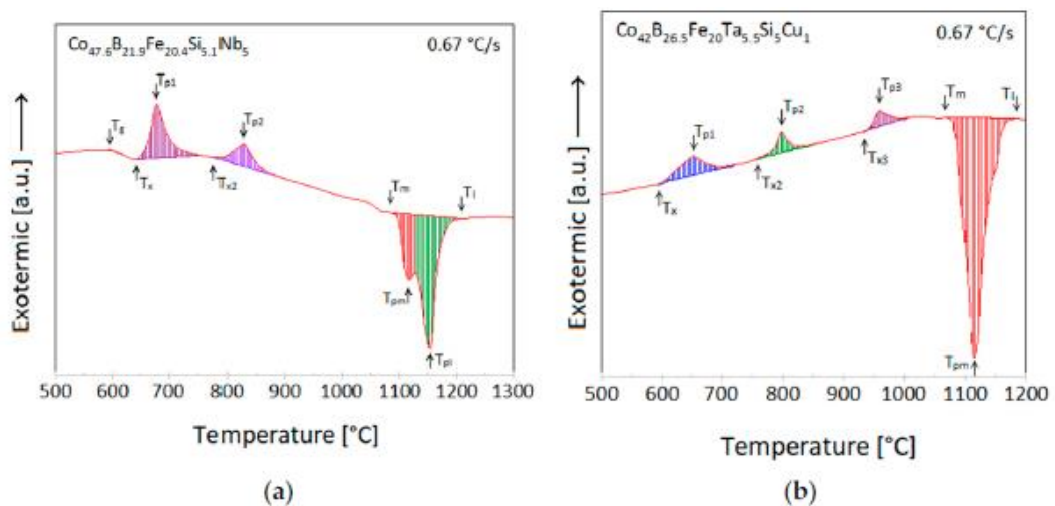 Co47.6B21.9Fe20.4Si5.1Nb5
0.67 °C/s
Tp1
Tg
Tp2
Tx
Tx2
Tm
Tl
Tpm
Tpl
Exotermic [a.u.]
500 600 700 800 900 1000 1100 1200 1300
Temperature [°C]
(a)
Co42B26.5Fe20Ta5.5Si5Cu1
0.67 °C/s
Tp1
Tp2
Tp3
Tm
Tl
Tx
Tx2
Tx3
Tpm
Exotermic [a.u.]
500 600 700 800 900 1000 1100 1200
Temperature [°C]
(b)